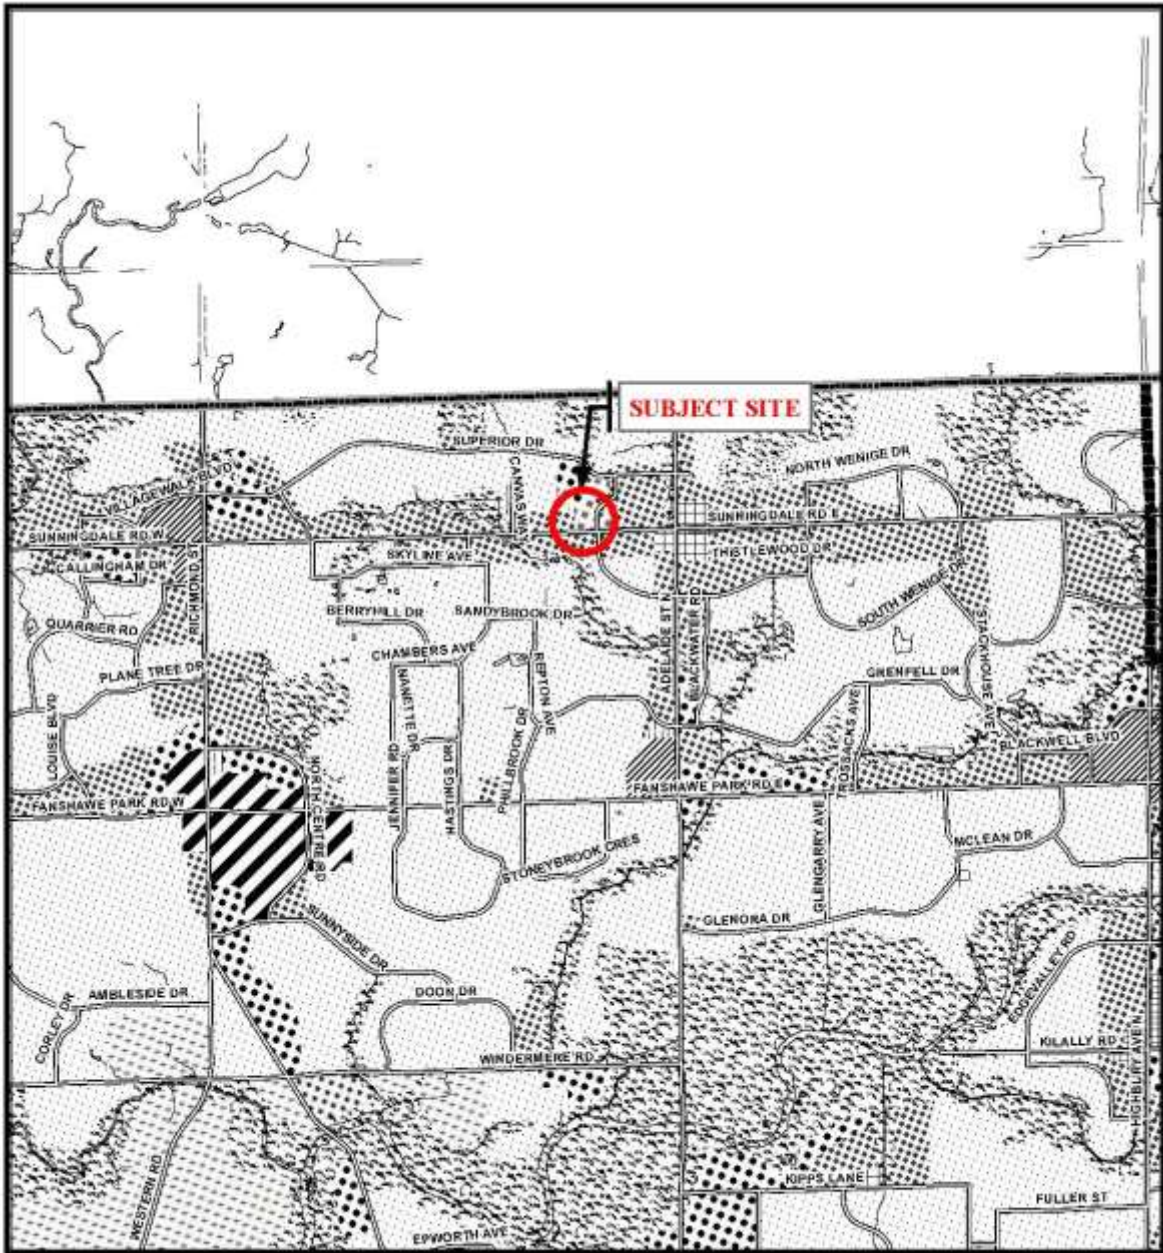 SUBJECT SITE
SUPERIOR DR
NORTH WENIGE DR
VILLAGEWALK BLVD
CANVAS WAY
SUNNINGDALE RD E
SUNNINGDALE RD W
SKYLINE AVE
THISTLEWOOD DR
CALLINGHAM DR
RICHMOND ST
BERRYHILL DR
SANDYBROOK DR
SOUTH WENIGE DR
QUARRIER RD
CHAMBERS AVE
ADELAIDE ST N
BLACKWATER RD
STACKHOUSE AVE
PLANE TREE DR
NANETTE DR
REPTON AVE
GRENFELL DR
LOUISE BLVD
JENNIFER RD
HASTINGS DR
PHILLBROOK DR
ROSSACKS AVE
BLACKWELL BLVD
NORTH CENTRE RD
FANSHAWE PARK RD E
FANSHAWE PARK RD W
STONEYBROOK CRES
GLENGARRY AVE
MCLEAN DR
SUNNYSIDE DR
GLENORA DR
EDGEVALLEY RD
AMBLESIDE DR
DOON DR
CORLEY DR
WINDERMERE RD
KILALLY RD
HIGHBURY AVE N
WESTERN RD
KIPPS LANE
FULLER ST
EPWORTH AVE